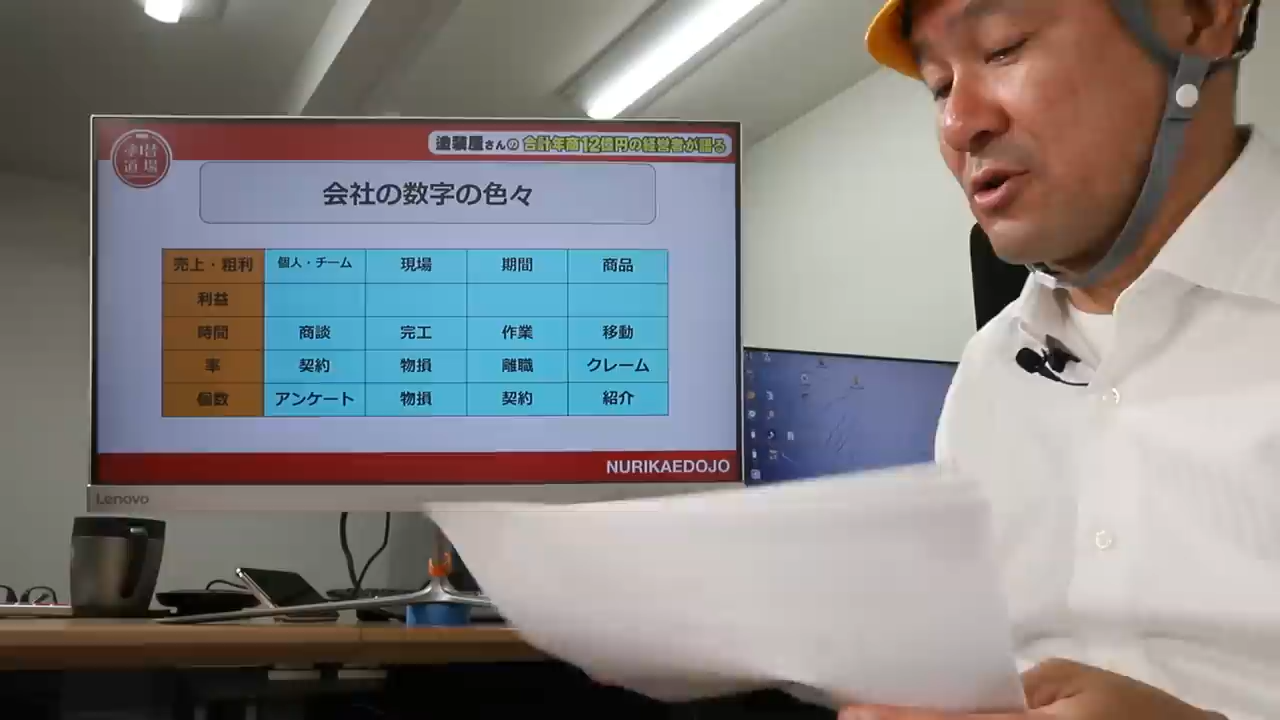 塗替
道場
塗装屋さんの 合計年商12億円の経営者が語る
会社の数字の色々
売上・粗利 個人・チーム 現場 期間 商品
利益
時間 商談 完工 作業 移動
率 契約 物損 離職 クレーム
個数 アンケート 物損 契約 紹介
NURIKAEDOJO
Lenovo